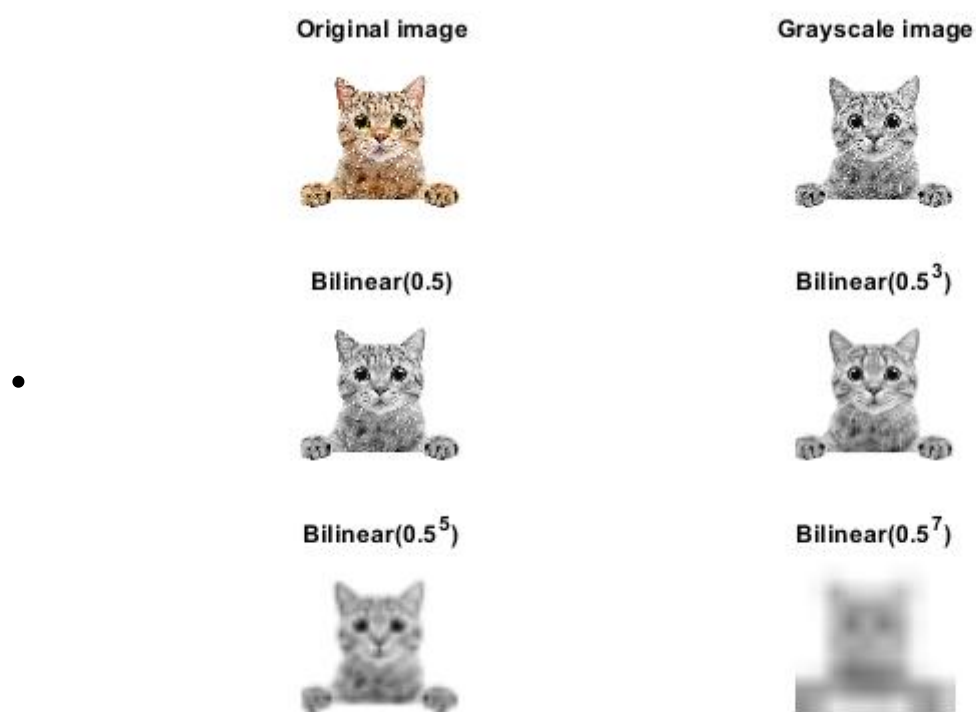 Original image
Grayscale image
Bilinear(0.5)
Bilinear(0.5³)
Bilinear(0.5⁵)
Bilinear(0.5⁷)